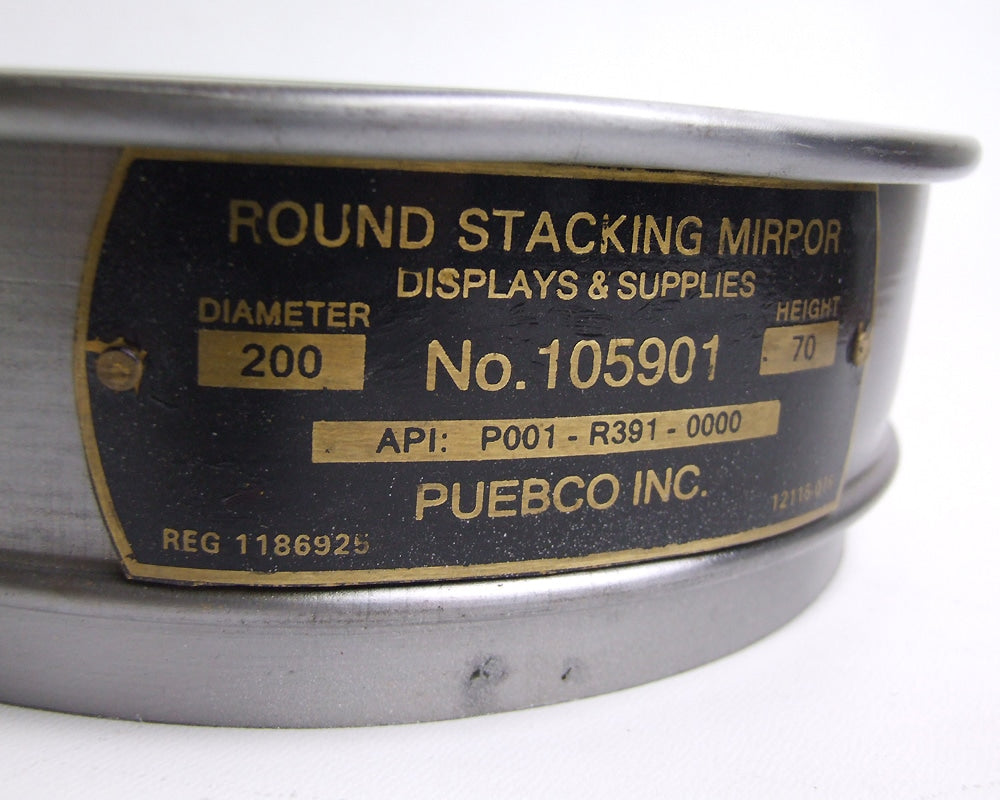 ROUND STACKING MIRPOR
DISPLAYS & SUPPLIES
DIAMETER
HEIGHT
200
No. 105901
70
API: P001 - R391 - 0000
PUEBCO INC.
REG 1186925